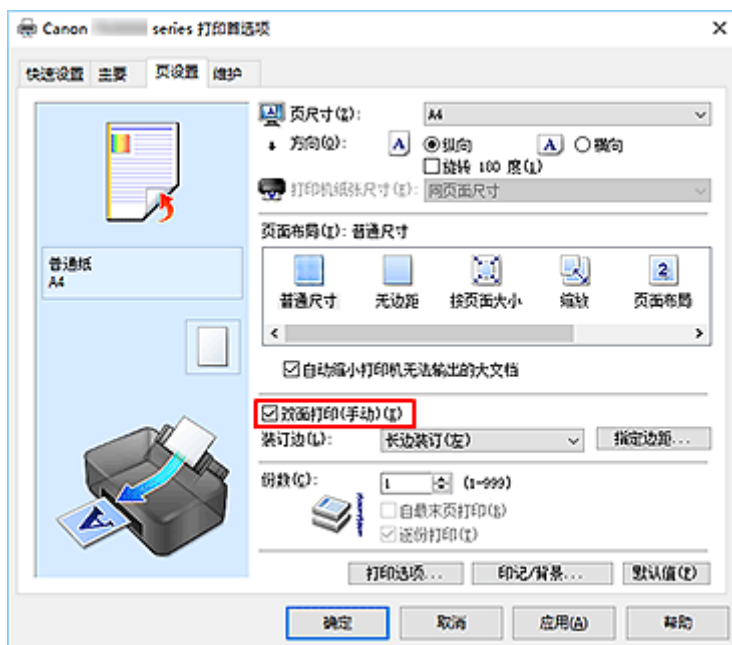 Canon series 打印首选项
快速设置 主要 页设置 维护
页尺寸(Z): A4
方向(O): A 纵向 A 横向
旋转 180 度(1)
打印机纸张尺寸(E): 同页面尺寸
页面布局(I): 普通尺寸
普通纸
A4
普通尺寸 无边距 按页面大小 缩放 页面布局
自动缩小打印机无法输出的大文档
双面打印(手动)(X)
装订边(L): 长边装订(左) 指定边距...
份数(C): 1 (1-999)
自最末页打印(B)
逐份打印(T)
打印选项... 印记/背景... 默认值(F)
确定 取消 应用(A) 帮助